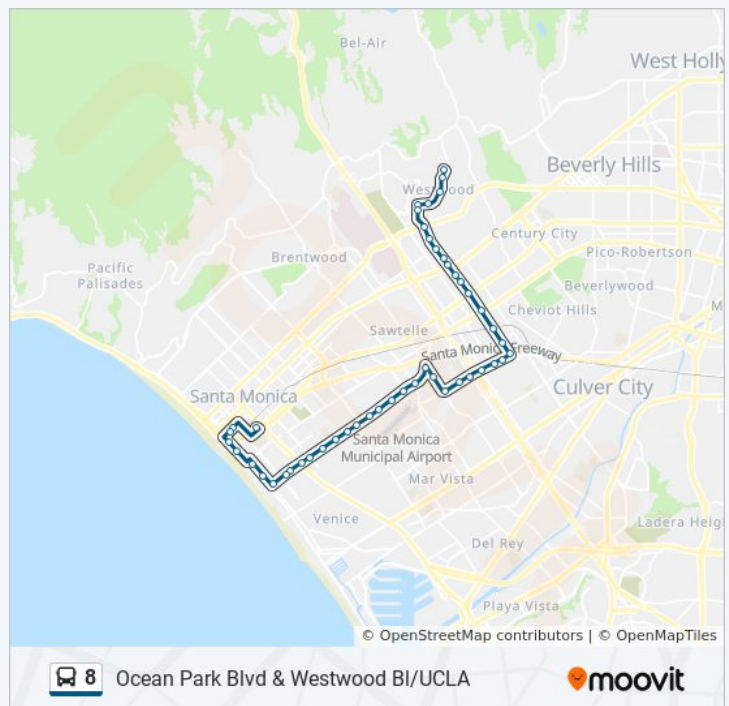 Bel-Air
West Holly
Beverly Hills
Westwood
Century City
Pico-Robertson
Brentwood
Pacific
Palisades
Beverlywood
Cheviot Hills
M
Sawtelle
Santa Monica Freeway
Culver City
Santa Monica
Santa Monica
Municipal Airport
Mar Vista
Venice
Ladera Heig
Del Rey
Playa Vista
© OpenStreetMap contributors | © OpenMapTiles
8 Ocean Park Blvd & Westwood Bl/UCLA
moovit